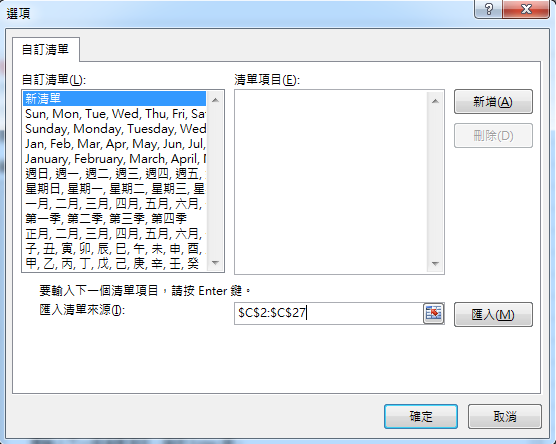 選項
自訂清單
自訂清單(L):
清單項目(E):
新清單
Sun, Mon, Tue, Wed, Thu, Fri, Sat
Sunday, Monday, Tuesday, Wed
Jan, Feb, Mar, Apr, May, Jun, Jul,
January, February, March, April, M
週日, 週一, 週二, 週三, 週四, 週五,
星期日, 星期一, 星期二, 星期三, 星
一月, 二月, 三月, 四月, 五月, 六月,
第一季, 第二季, 第三季, 第四季
正月, 二月, 三月, 四月, 五月, 六月,
子, 丑, 寅, 卯, 辰, 巳, 午, 未, 申, 酉,
甲, 乙, 丙, 丁, 戊, 己, 庚, 辛, 壬, 癸
新增(A)
刪除(D)
要輸入下一個清單項目，請按 Enter 鍵。
匯入清單來源(I):
$C$2:$C$27
匯入(M)
確定
取消